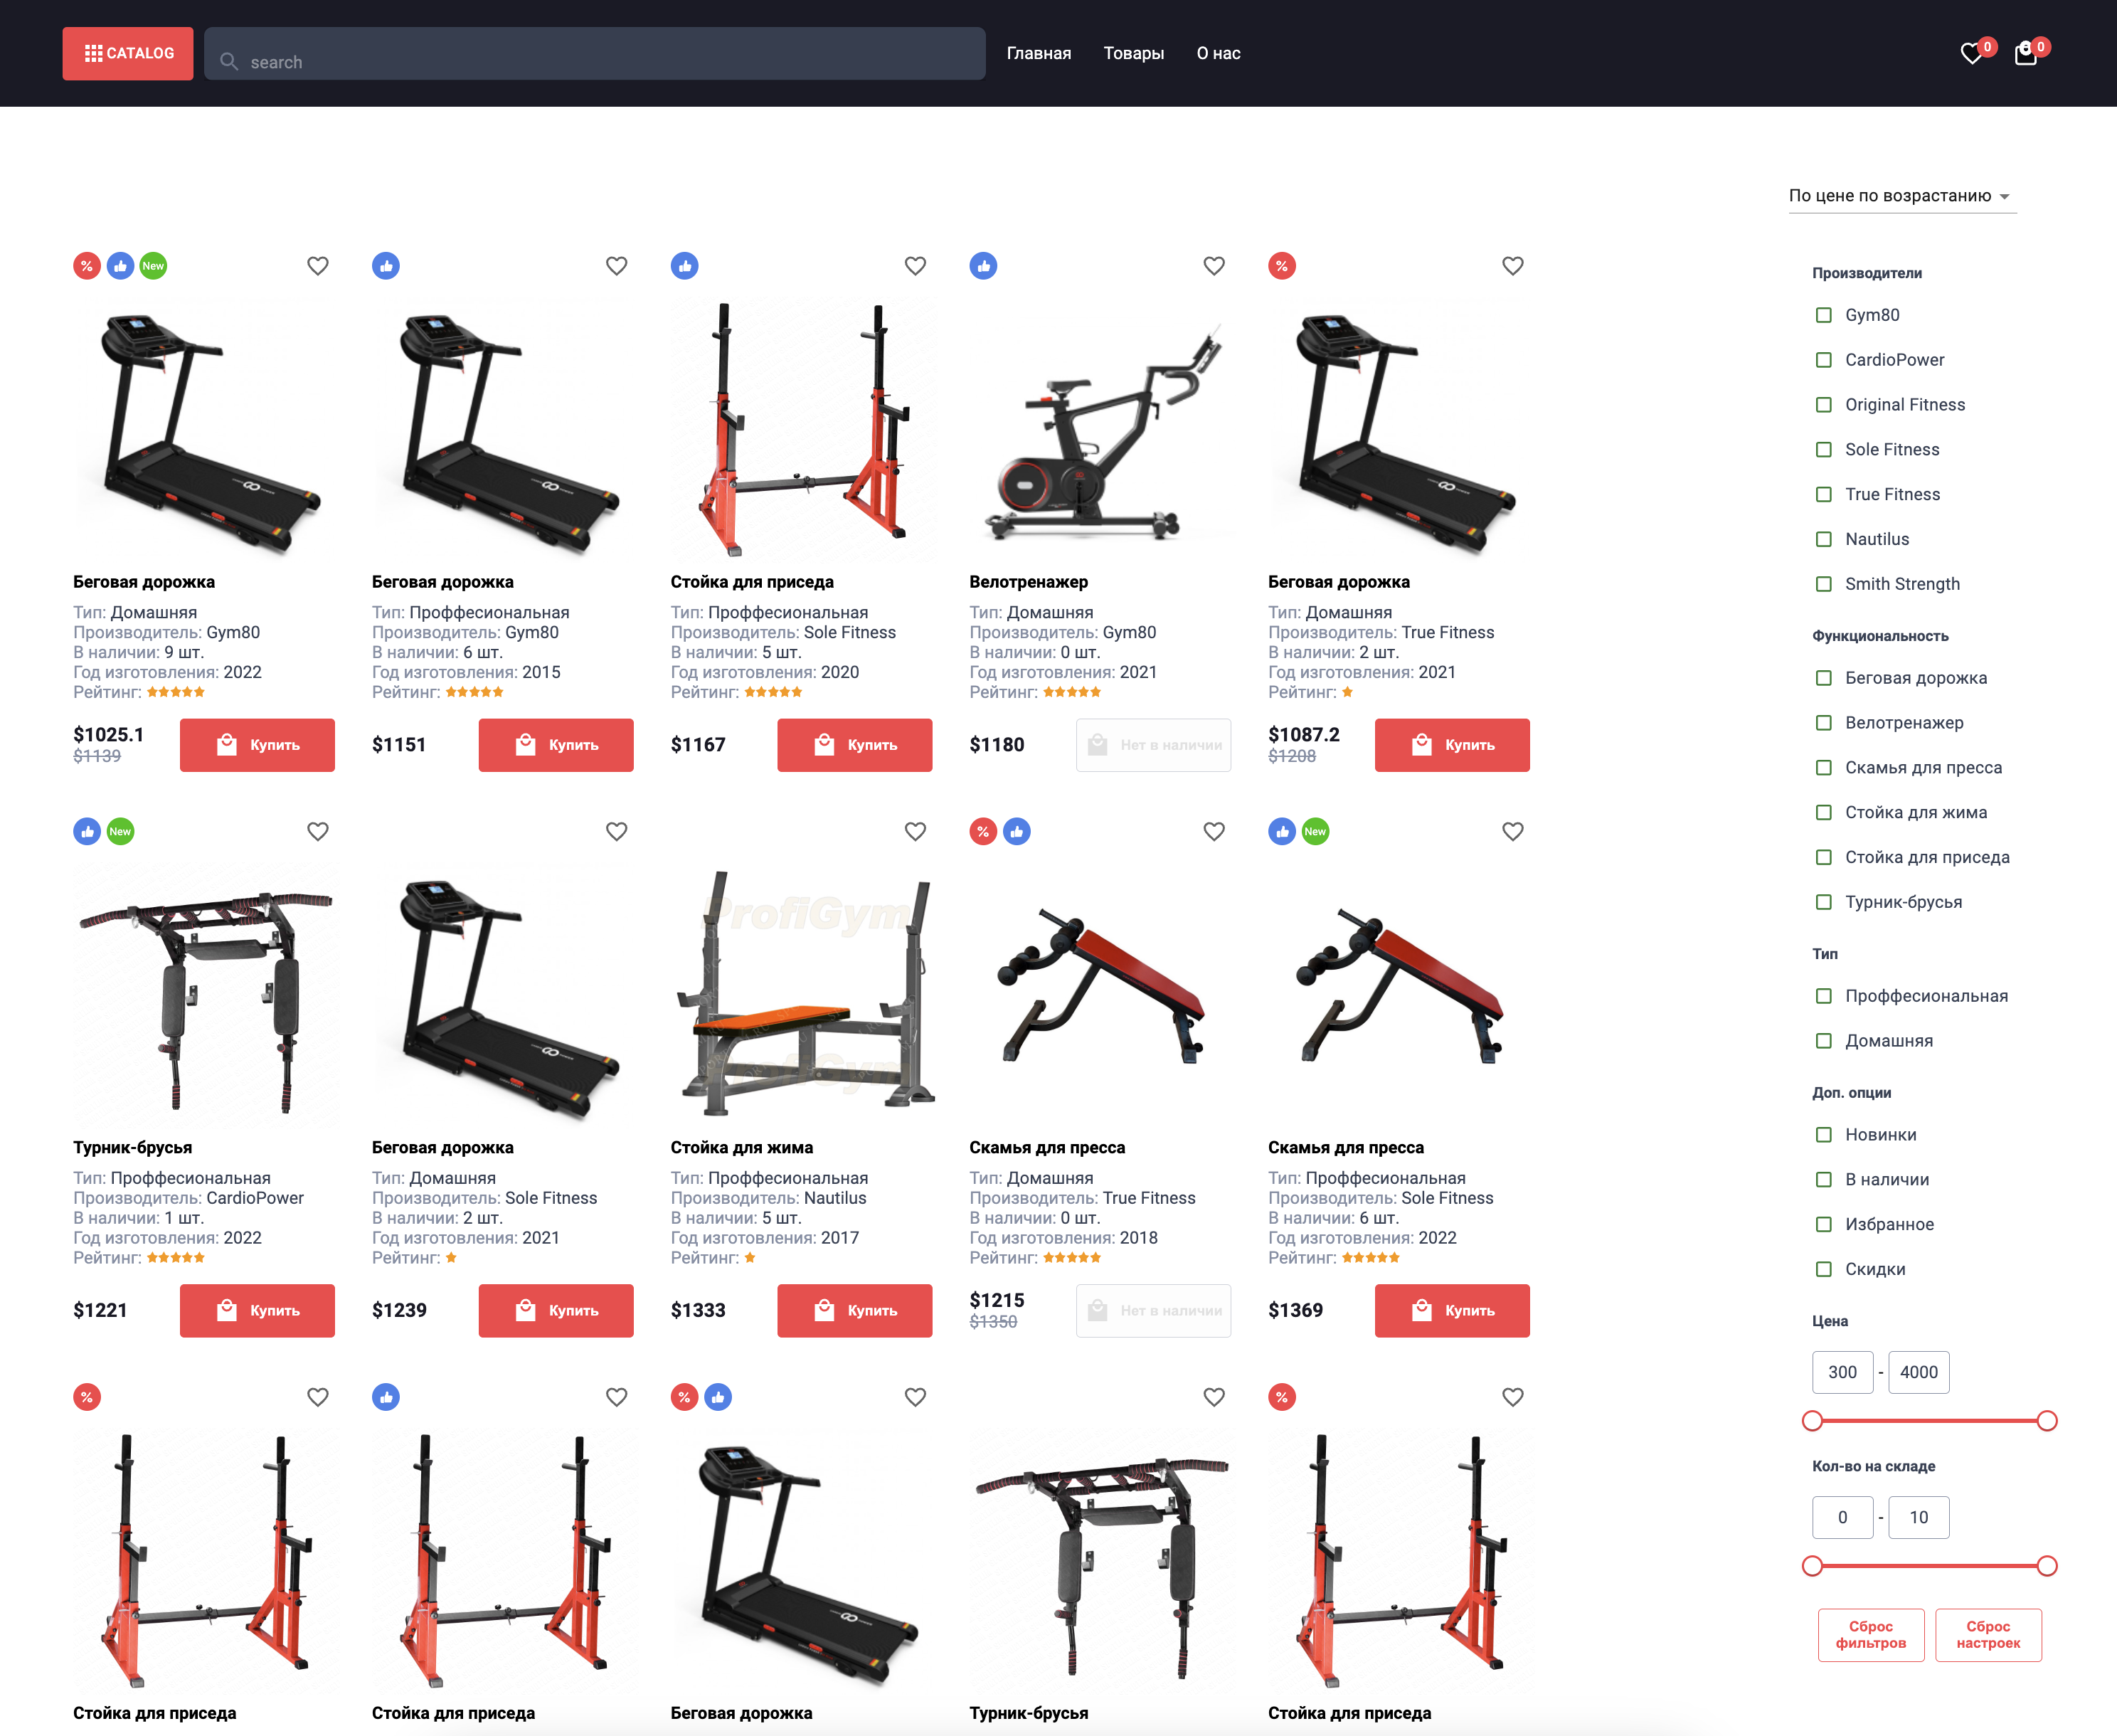 CATALOG
search
Главная
Товары
О нас
0
0
По цене по возрастанию
% New
%
Беговая дорожка
Тип: Домашняя
Производитель: Gym80
В наличии: 9 шт.
Год изготовления: 2022
Рейтинг:
$1025.1
$1139
Купить
Беговая дорожка
Тип: Проффесиональная
Производитель: Gym80
В наличии: 6 шт.
Год изготовления: 2015
Рейтинг:
$1151
Купить
Стойка для приседа
Тип: Проффесиональная
Производитель: Sole Fitness
В наличии: 5 шт.
Год изготовления: 2020
Рейтинг:
$1167
Купить
Велотренажер
Тип: Домашняя
Производитель: Gym80
В наличии: 0 шт.
Год изготовления: 2021
Рейтинг:
$1180
Нет в наличии
Беговая дорожка
Тип: Домашняя
Производитель: True Fitness
В наличии: 2 шт.
Год изготовления: 2021
Рейтинг:
$1087.2
$1208
Купить
New
Турник-брусья
Тип: Проффесиональная
Производитель: CardioPower
В наличии: 1 шт.
Год изготовления: 2022
Рейтинг:
$1221
Купить
Беговая дорожка
Тип: Домашняя
Производитель: Sole Fitness
В наличии: 2 шт.
Год изготовления: 2021
Рейтинг:
$1239
Купить
ProfiGym
ProfiGym
Стойка для жима
Тип: Проффесиональная
Производитель: Nautilus
В наличии: 5 шт.
Год изготовления: 2017
Рейтинг:
$1333
Купить
%
Скамья для пресса
Тип: Домашняя
Производитель: True Fitness
В наличии: 0 шт.
Год изготовления: 2018
Рейтинг:
$1215
$1350
Нет в наличии
New
Скамья для пресса
Тип: Проффесиональная
Производитель: Sole Fitness
В наличии: 6 шт.
Год изготовления: 2022
Рейтинг:
$1369
Купить
%
Стойка для приседа
Стойка для приседа
%
Беговая дорожка
Турник-брусья
%
Стойка для приседа
Производители
Gym80
CardioPower
Original Fitness
Sole Fitness
True Fitness
Nautilus
Smith Strength
Функциональность
Беговая дорожка
Велотренажер
Скамья для пресса
Стойка для жима
Стойка для приседа
Турник-брусья
Тип
Проффесиональная
Домашняя
Доп. опции
Новинки
В наличии
Избранное
Скидки
Цена
300 - 4000
Кол-во на складе
0 - 10
Сброс
фильтров
Сброс
настроек